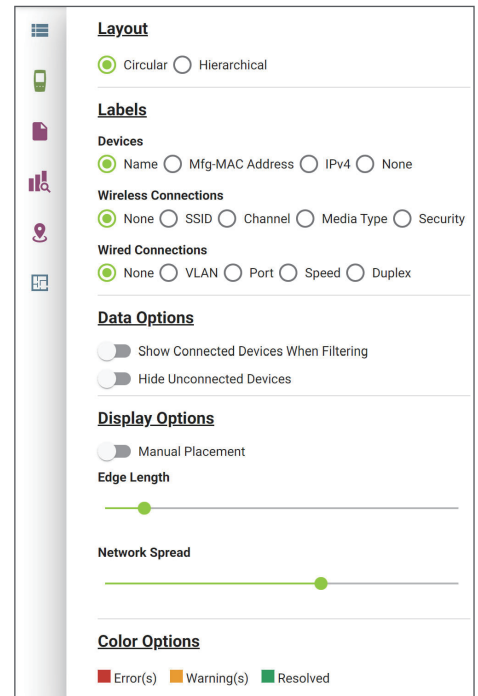 Layout
Circular Hierarchical
Labels
Devices
Name Mfg-MAC Address IPv4 None
Wireless Connections
None SSID Channel Media Type Security
Wired Connections
None VLAN Port Speed Duplex
Data Options
Show Connected Devices When Filtering
Hide Unconnected Devices
Display Options
Manual Placement
Edge Length
Network Spread
Color Options
Error(s) Warning(s) Resolved